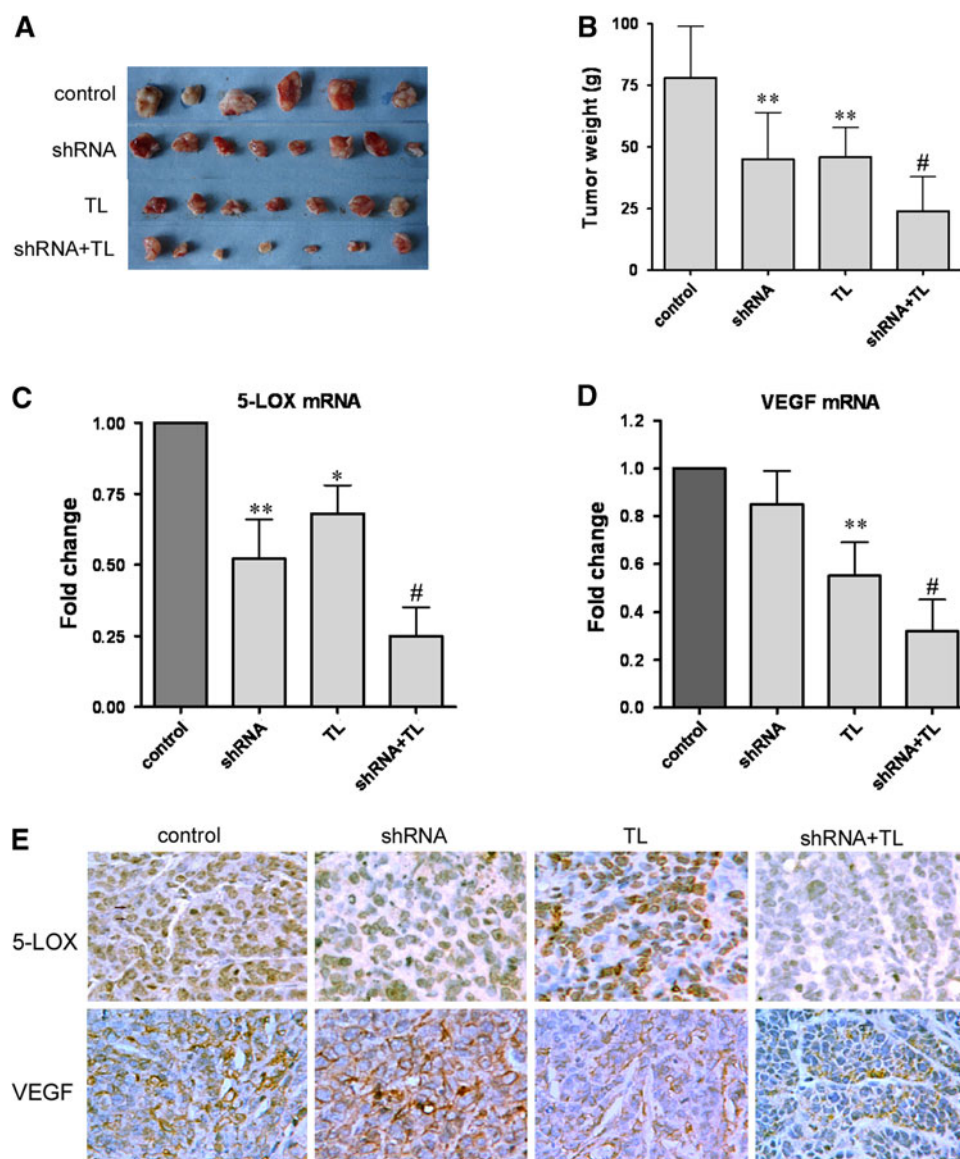 A
control
shRNA
TL
shRNA+TL
B
Tumor weight (g)
100
75
50
25
0
**
**
#
control
shRNA
TL
shRNA+TL
C
5-LOX mRNA
Fold change
1.00
0.75
0.50
0.25
0.00
**
*
#
control
shRNA
TL
shRNA+TL
D
VEGF mRNA
Fold change
1.2
1.0
0.8
0.6
0.4
0.2
0.0
**
#
control
shRNA
TL
shRNA+TL
E
control shRNA TL shRNA+TL
5-LOX
VEGF